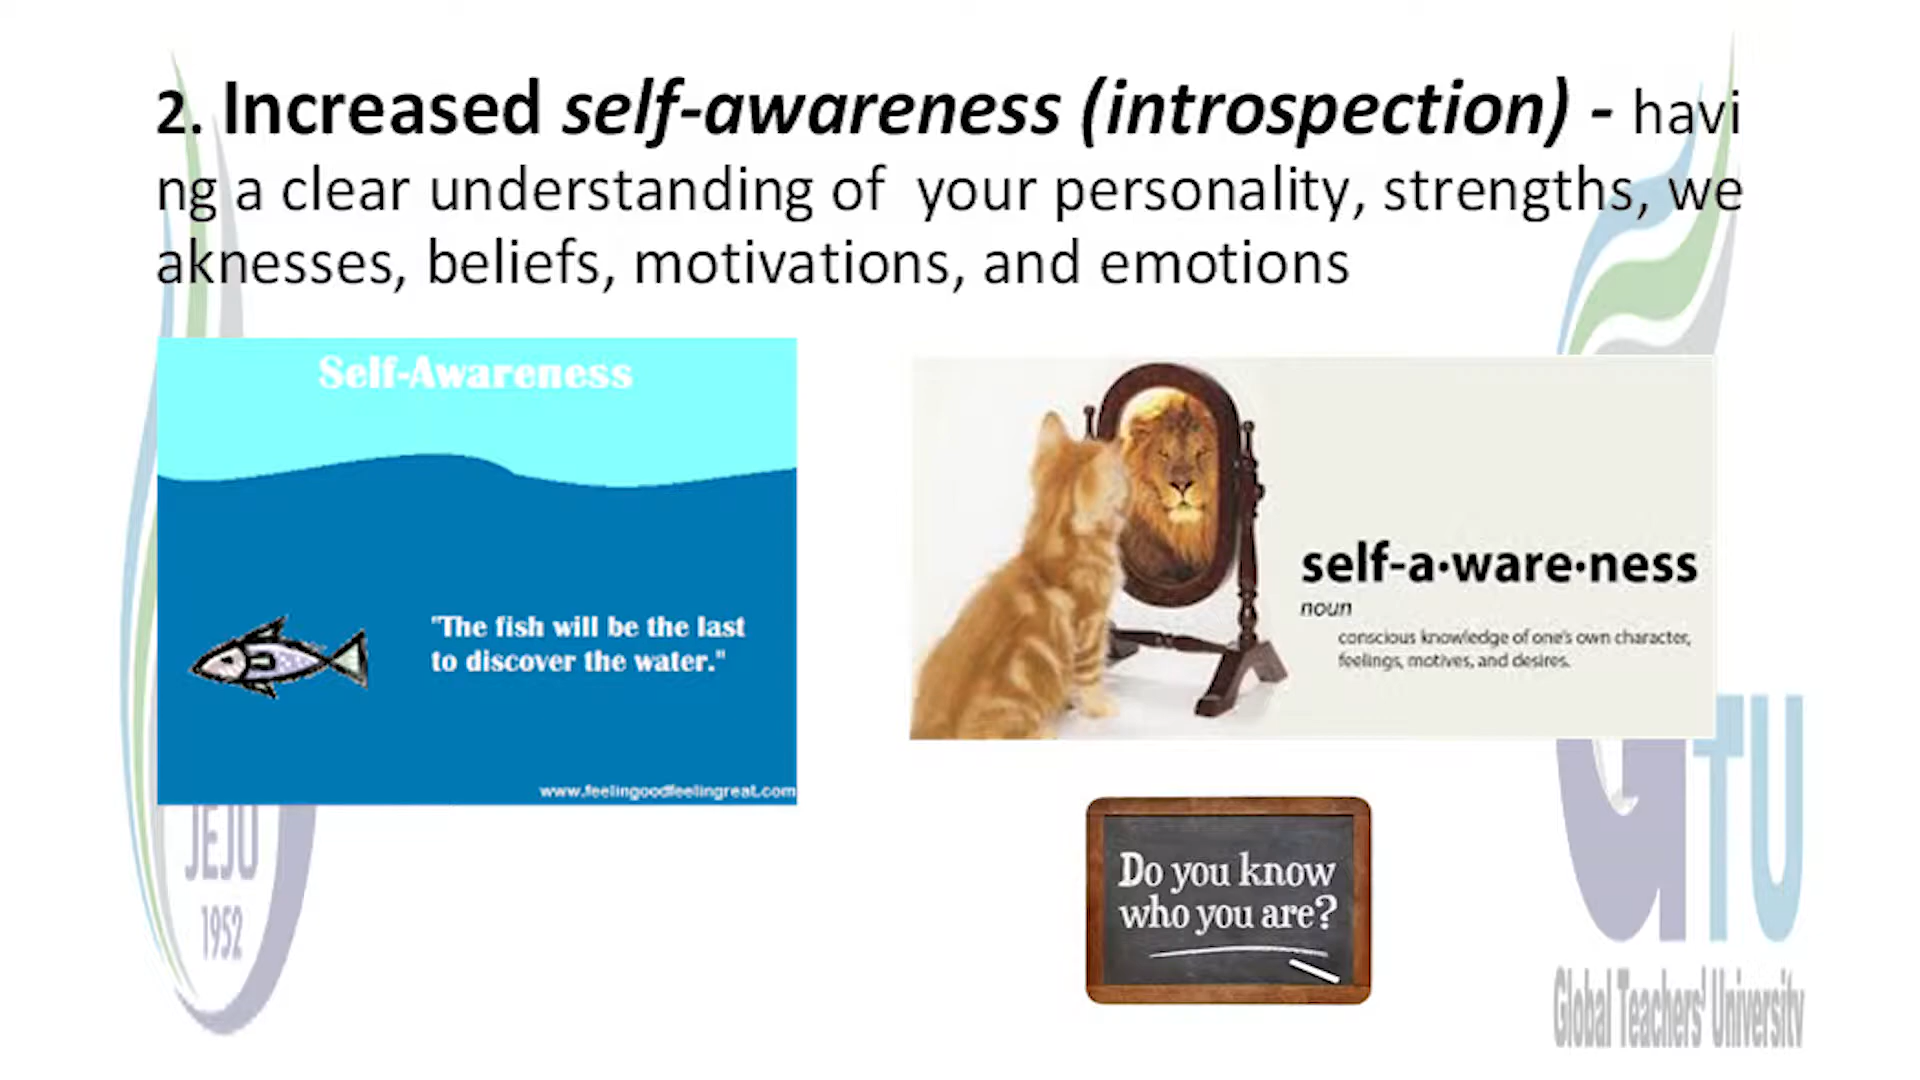 2. Increased self-awareness (introspection) - havi
ng a clear understanding of your personality, strengths, we
aknesses, beliefs, motivations, and emotions
Self-Awareness
"The fish will be the last
to discover the water."
www.feelingoodfeelingreat.com
self-a·ware·ness
noun
conscious knowledge of one's own character,
feelings, motives, and desires.
Do you know
who you are?
JEJU
1952
GTU
Global Teachers' University